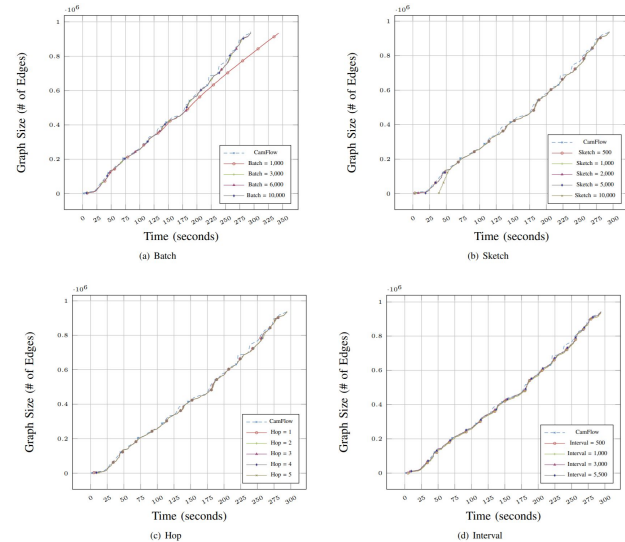 ·10⁶
1
0.8
0.6
0.4
0.2
0
Graph Size (# of Edges)
CamFlow
Batch = 1,000
Batch = 3,000
Batch = 6,000
Batch = 10,000
0 25 50 75 100 125 150 175 200 225 250 275 300 325 350
Time (seconds)
(a) Batch
·10⁶
1
0.8
0.6
0.4
0.2
0
Graph Size (# of Edges)
CamFlow
Sketch = 500
Sketch = 1,000
Sketch = 2,000
Sketch = 5,000
Sketch = 10,000
0 25 50 75 100 125 150 175 200 225 250 275 300
Time (seconds)
(b) Sketch
·10⁶
1
0.8
0.6
0.4
0.2
0
Graph Size (# of Edges)
CamFlow
Hop = 1
Hop = 2
Hop = 3
Hop = 4
Hop = 5
0 25 50 75 100 125 150 175 200 225 250 275 300
Time (seconds)
(c) Hop
·10⁶
1
0.8
0.6
0.4
0.2
0
Graph Size (# of Edges)
CamFlow
Interval = 500
Interval = 1,000
Interval = 3,000
Interval = 5,500
0 25 50 75 100 125 150 175 200 225 250 275 300
Time (seconds)
(d) Interval